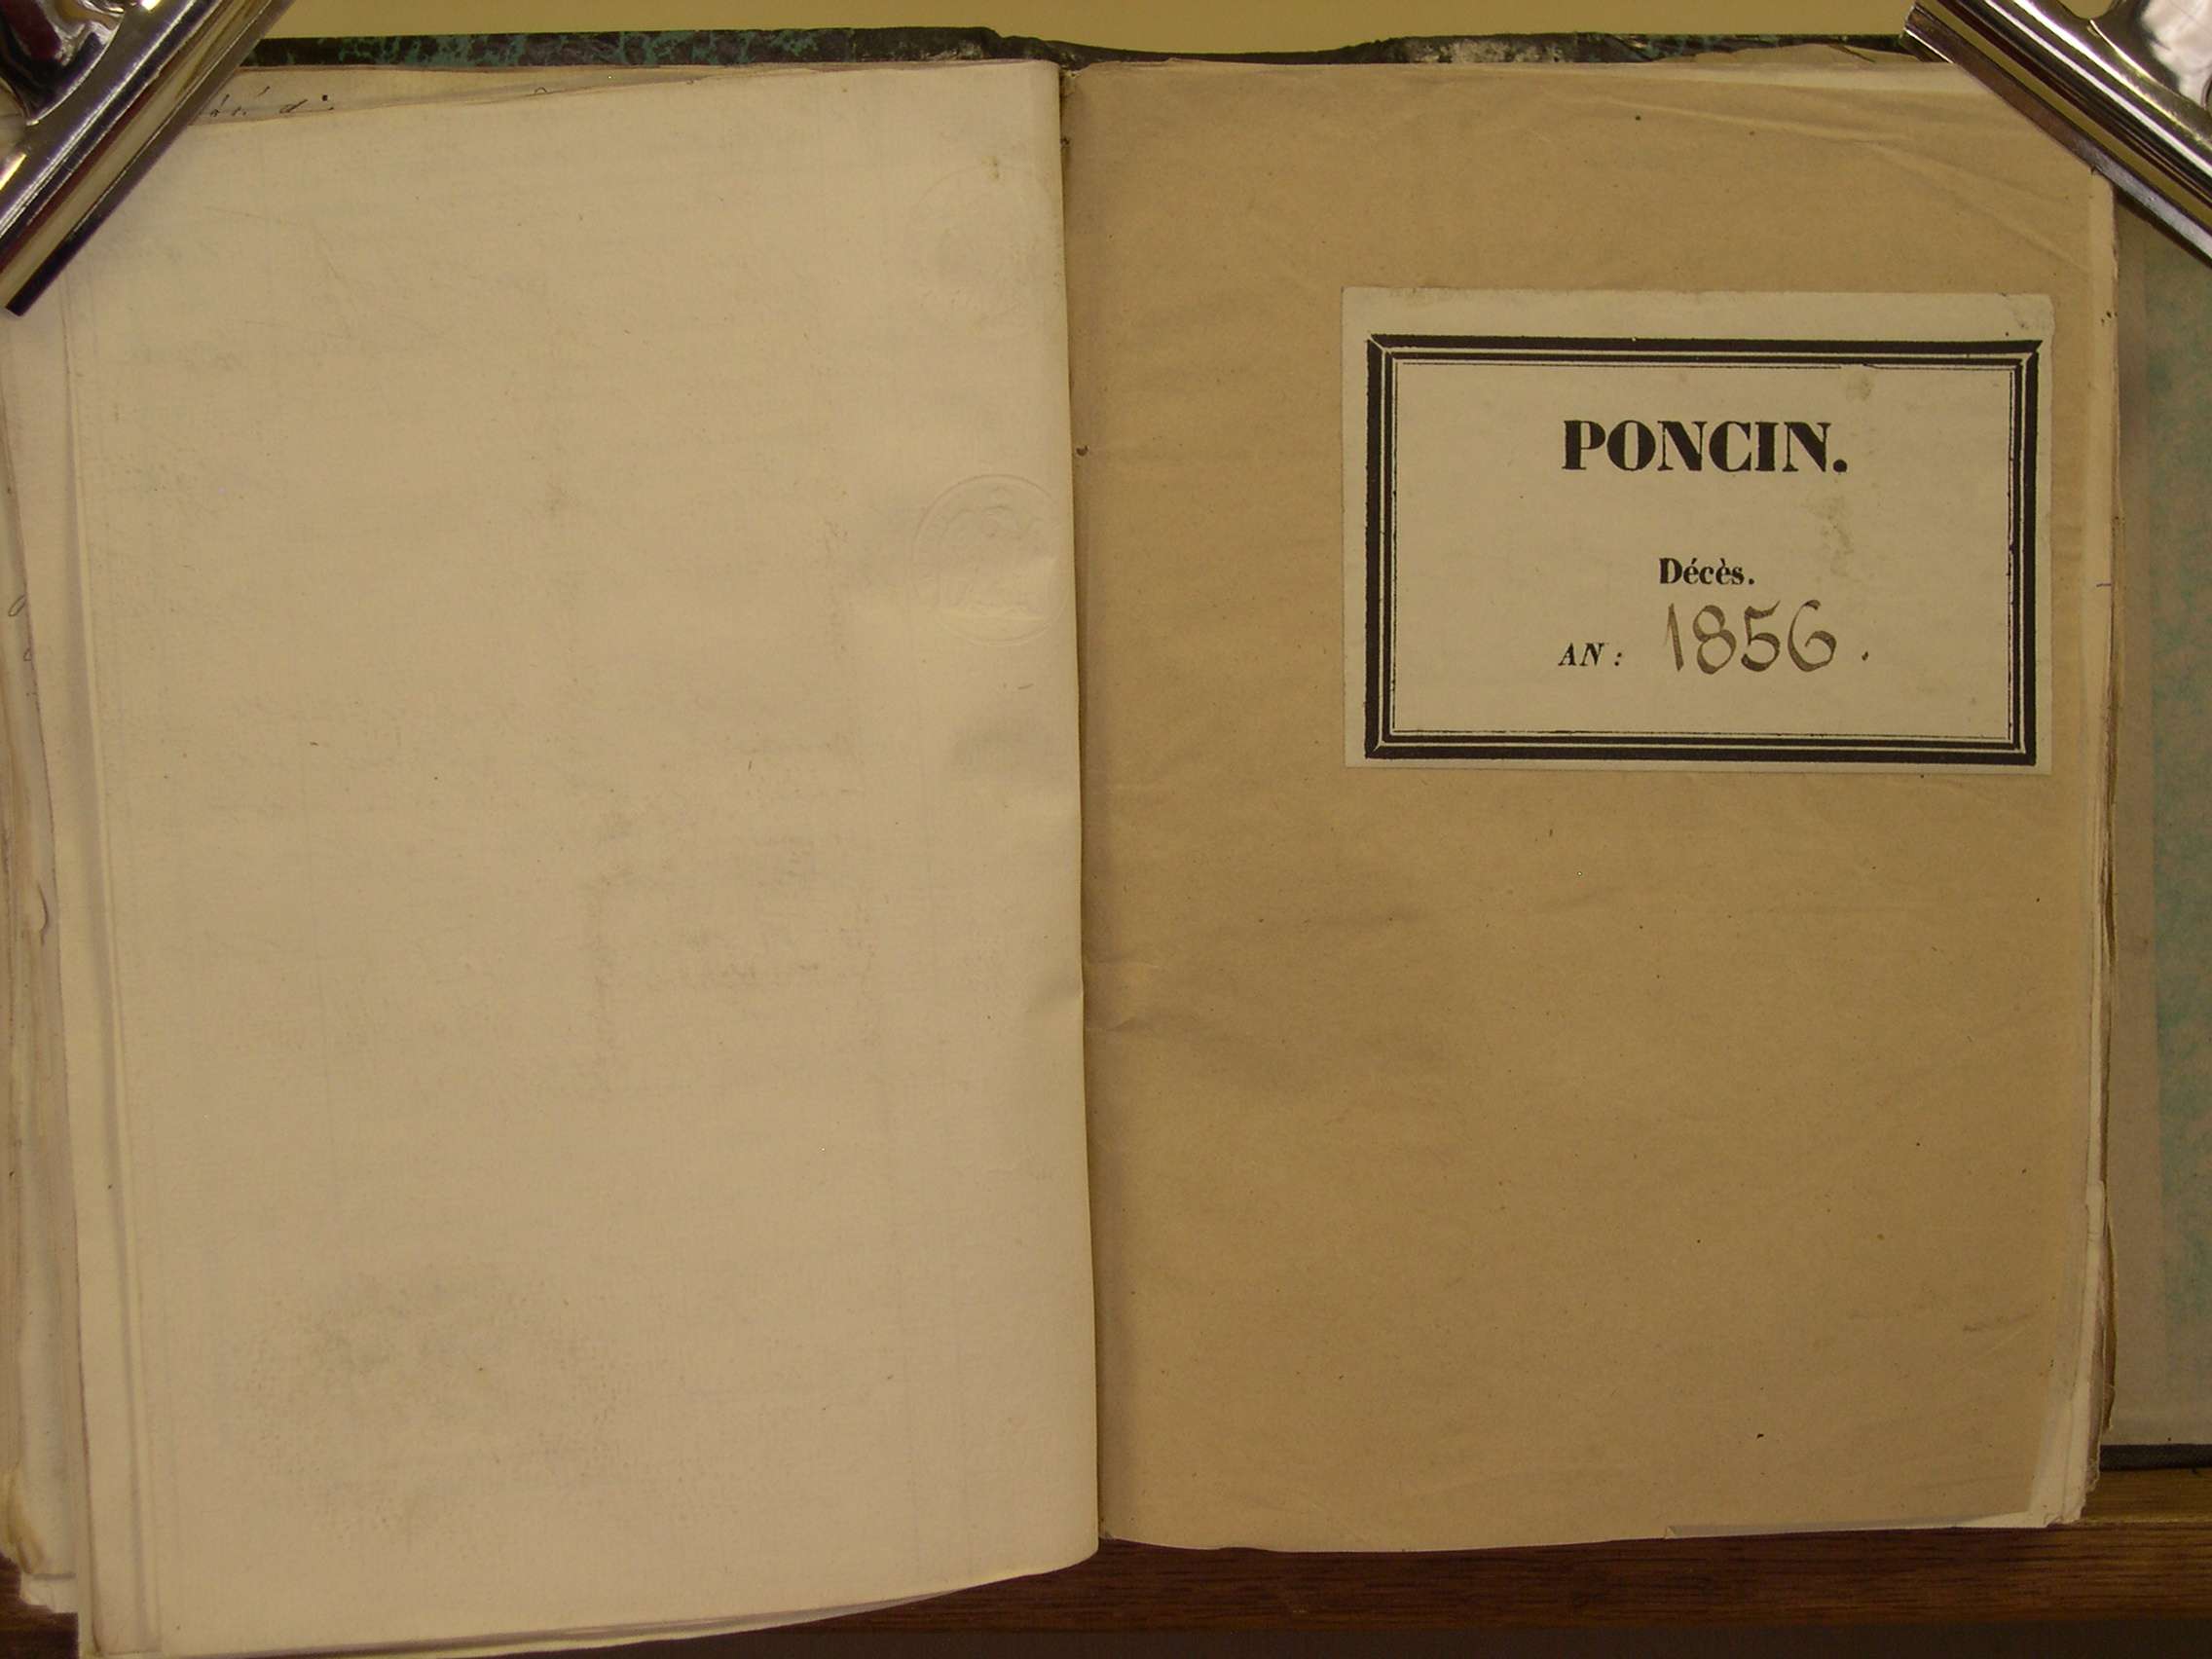 PONCIN.
Décès.
AN : 1856.